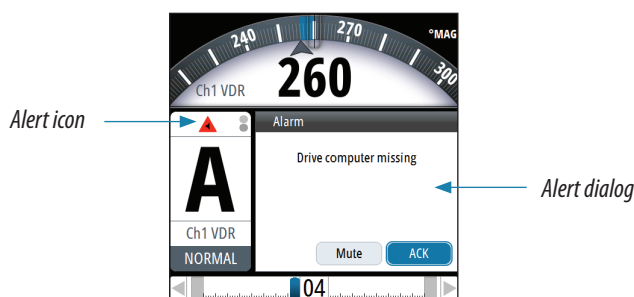 240
270
°MAG
300
Ch1 VDR
260
Alert icon
Alarm
Drive computer missing
A
Alert dialog
Ch1 VDR
NORMAL
Mute
ACK
04